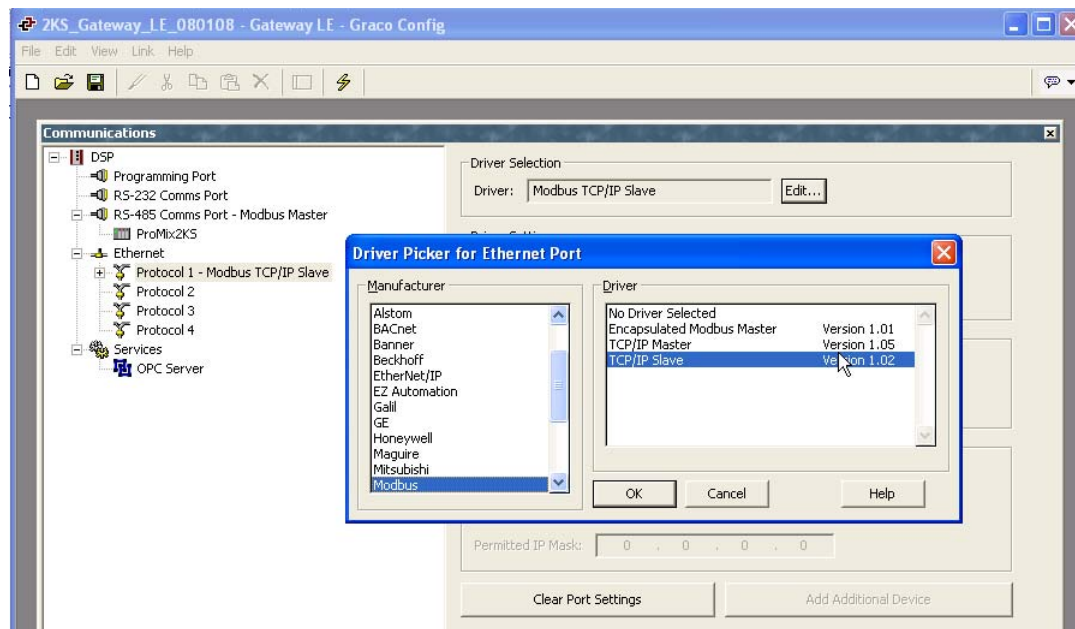 2KS_Gateway_LE_080108 - Gateway LE - Graco Config
File Edit View Link Help
Communications
DSP
Programming Port
RS-232 Comms Port
RS-485 Comms Port - Modbus Master
ProMix2KS
Ethernet
Protocol 1 - Modbus TCP/IP Slave
Protocol 2
Protocol 3
Protocol 4
Services
OPC Server
Driver Selection
Driver: Modbus TCP/IP Slave Edit...
Driver Picker for Ethernet Port
Manufacturer
Alstom
BACnet
Banner
Beckhoff
EtherNet/IP
EZ Automation
Galil
GE
Honeywell
Maguire
Mitsubishi
Modbus
Driver
No Driver Selected
Encapsulated Modbus Master Version 1.01
TCP/IP Master Version 1.05
TCP/IP Slave Version 1.02
OK Cancel Help
Permitted IP Mask: 0 . 0 . 0 . 0
Clear Port Settings Add Additional Device